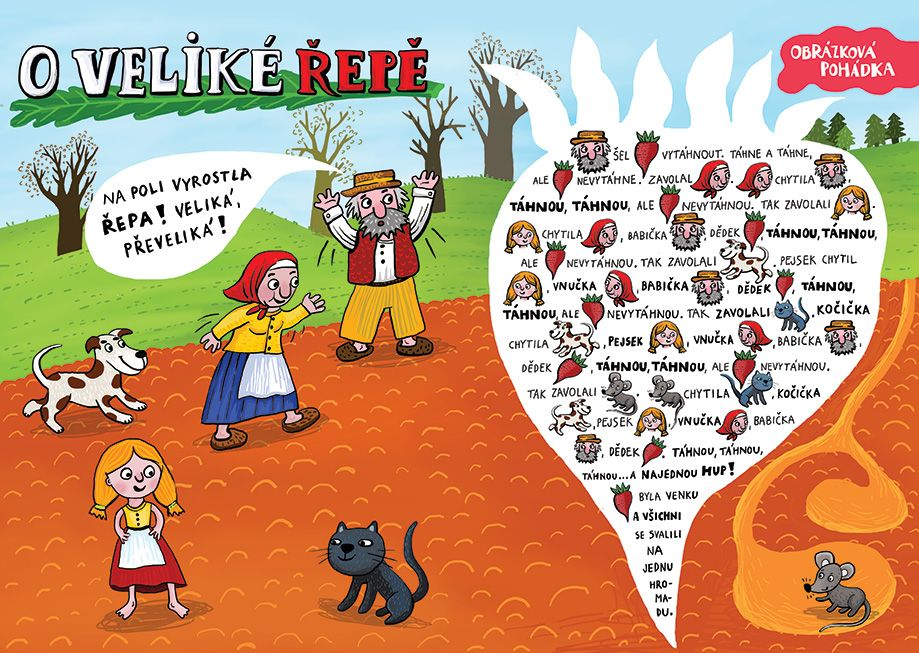 O VELIKÉ ŘEPĚ
OBRÁZKOVÁ
POHÁDKA
NA POLI VYROSTLA
ŘEPA! VELIKÁ,
PŘEVELIKÁ!
ŠEL VYTÁHNOUT. TÁHNE A TÁHNE,
ALE NEVYTÁHNE. ZAVOLAL CHYTILA
TÁHNOU, TÁHNOU, ALE NEVYTÁHNOU. TAK ZAVOLALI .
CHYTILA , BABIČKA DĚDEK TÁHNOU, TÁHNOU,
ALE NEVYTÁHNOU. TAK ZAVOLALI . PEJSEK CHYTIL
, VNUČKA BABIČKA , DĚDEK , TÁHNOU,
TÁHNOU, ALE NEVYTÁHNOU. TAK ZAVOLALI , KOČIČKA
CHYTILA , PEJSEK , VNUČKA , BABIČKA ,
DĚDEK TÁHNOU, TÁHNOU, ALE NEVYTÁHNOU.
TAK ZAVOLALI CHYTILA , KOČIČKA
, PEJSEK VNUČKA BABIČKA
, DĚDEK TÁHNOU, TÁHNOU,
TÁHNOU...A NAJEDNOU HUP!
BYLA VENKU
A VŠICHNI
SE SVALILI
NA
JEDNU
HRO-
MA-
DU.